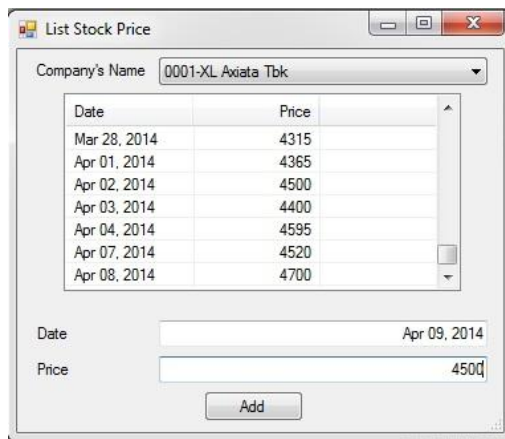 List Stock Price
Company's Name 0001-XL Axiata Tbk
Date Price
Mar 28, 2014 4315
Apr 01, 2014 4365
Apr 02, 2014 4500
Apr 03, 2014 4400
Apr 04, 2014 4595
Apr 07, 2014 4520
Apr 08, 2014 4700
Date Apr 09, 2014
Price 4500
Add